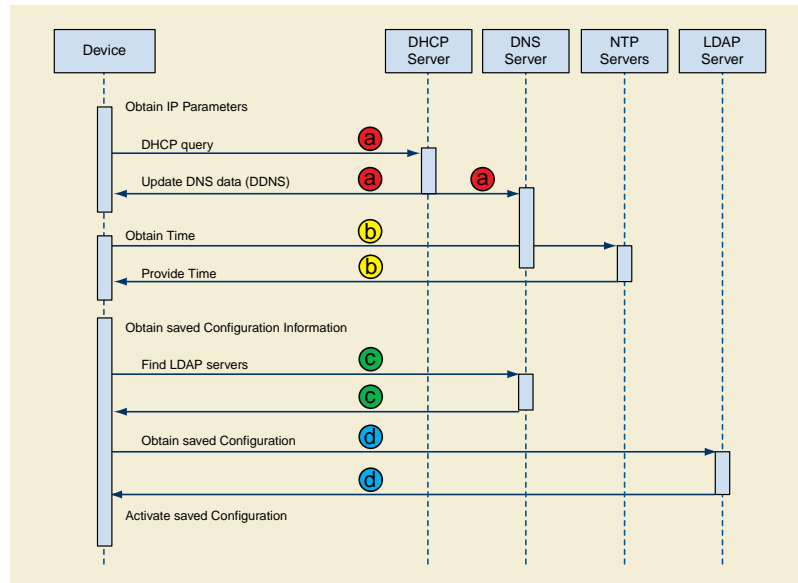 Device
DHCP
Server
DNS
Server
NTP
Servers
LDAP
Server
Obtain IP Parameters
DHCP query
a
Update DNS data (DDNS)
a
a
Obtain Time
b
Provide Time
b
Obtain saved Configuration Information
Find LDAP servers
c
c
Obtain saved Configuration
d
d
Activate saved Configuration